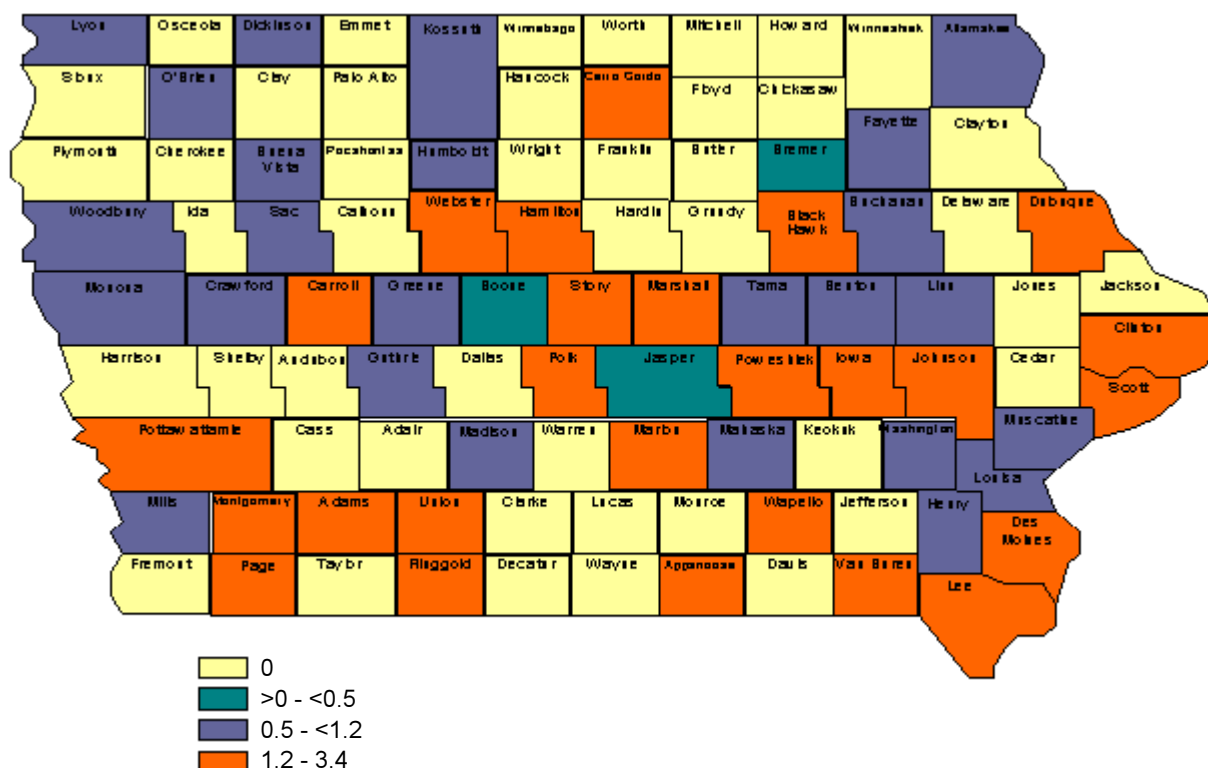 Lyon Osceola Dickinson Emmet Kossuth Winnebago Worth Mitchell Howard Winneshiek Allamakee
Sioux O'Brien Clay Palo Alto Hancock Cerro Gordo Floyd Chickasaw
Fayette Clayton
Plymouth Cherokee Buena Vista Pocahontas Humboldt Wright Franklin Butler Bremer
Woodbury Ida Sac Calhoun Webster Hamilton Hardin Grundy Black Hawk Buchanan Delaware Dubuque
Monona Crawford Carroll Greene Boone Story Marshall Tama Benton Linn Jones Jackson
Clinton
Harrison Shelby Audubon Guthrie Dallas Polk Jasper Poweshiek Iowa Johnson Cedar
Scott
Pottawattamie Cass Adair Madison Warren Marion Mahaska Keokuk Washington Muscatine
Louisa
Mills Montgomery Adams Union Clarke Lucas Monroe Wapello Jefferson Henry Des Moines
Fremont Page Taylor Ringgold Decatur Wayne Appanoose Davis Van Buren Lee
0
>0 - <0.5
0.5 - <1.2
1.2 - 3.4